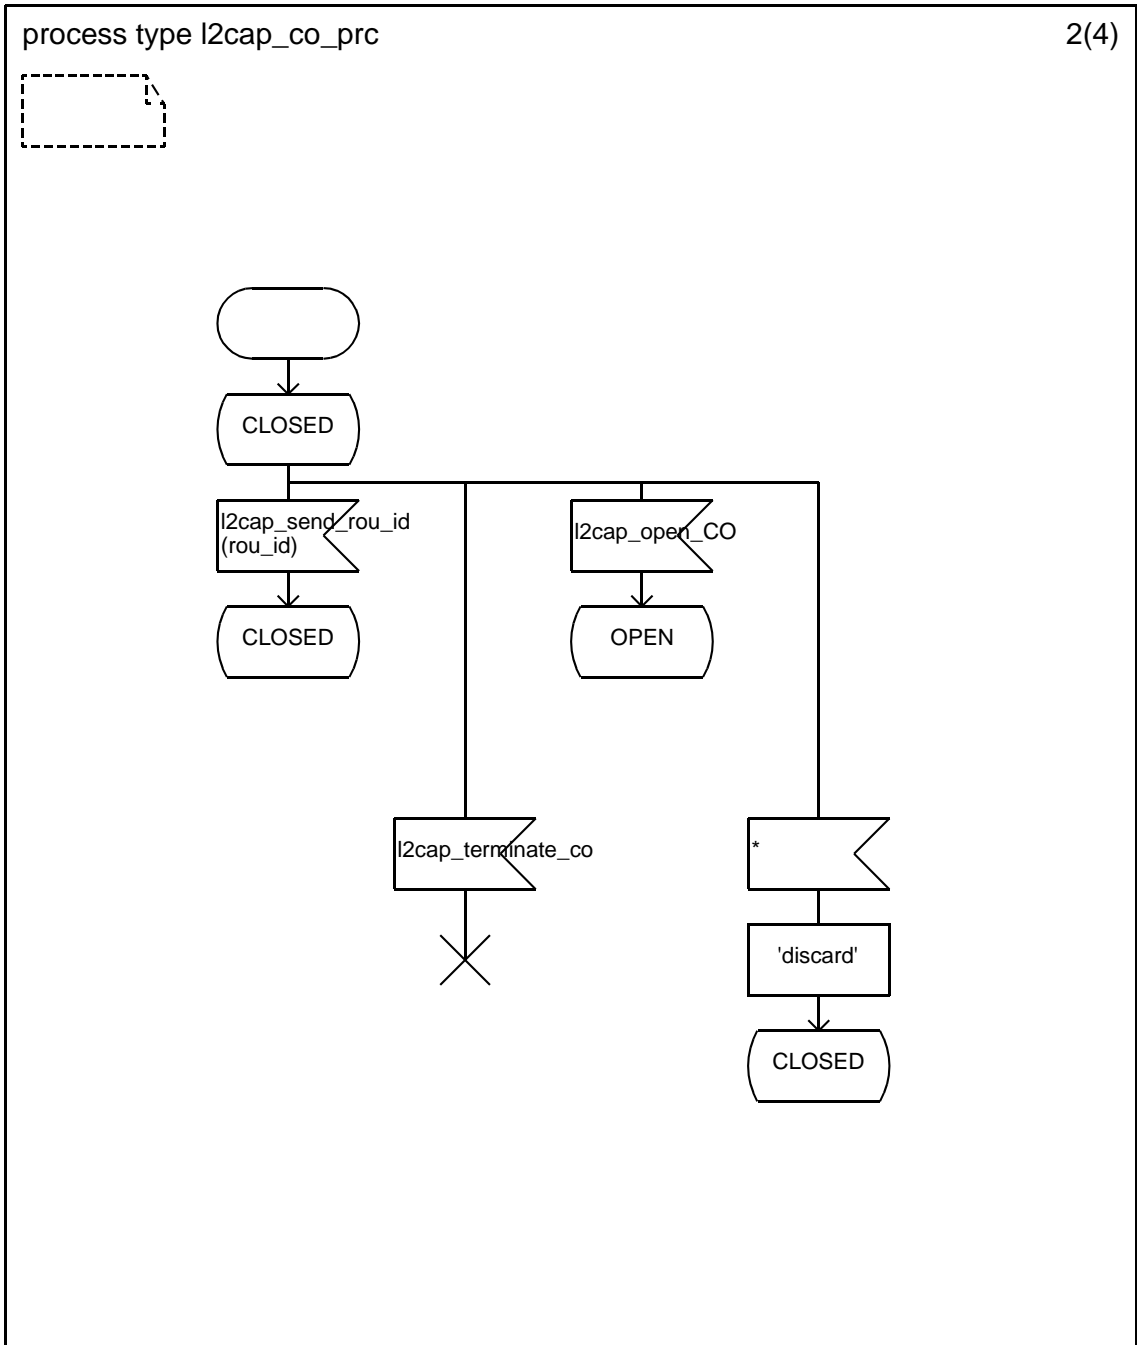 process type l2cap_co_prc
2(4)
CLOSED
l2cap_send_rou_id
(rou_id)
l2cap_open_CO
CLOSED
OPEN
l2cap_terminate_co
*
'discard'
CLOSED